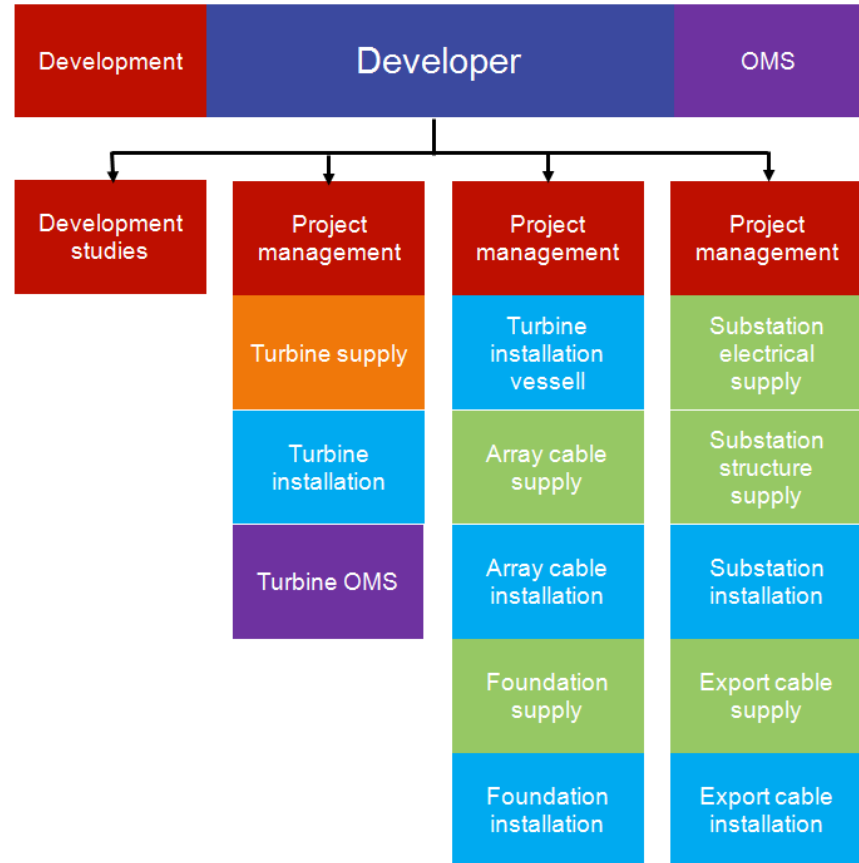 Development
Developer
OMS
Development
studies
Project
management
Turbine supply
Turbine
installation
Turbine OMS
Project
management
Turbine
installation
vessell
Array cable
supply
Array cable
installation
Foundation
supply
Foundation
installation
Project
management
Substation
electrical
supply
Substation
structure
supply
Substation
installation
Export cable
supply
Export cable
installation